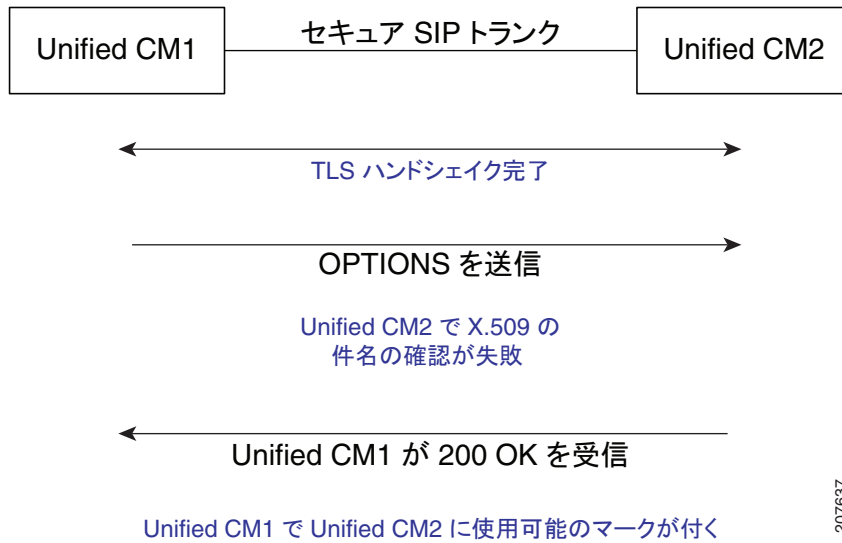 Unified CM1
セキュア SIP トランク
Unified CM2
TLS ハンドシェイク完了
OPTIONS を送信
Unified CM2 で X.509 の
件名の確認が失敗
Unified CM1 が 200 OK を受信
Unified CM1 で Unified CM2 に使用可能のマークが付く
207637